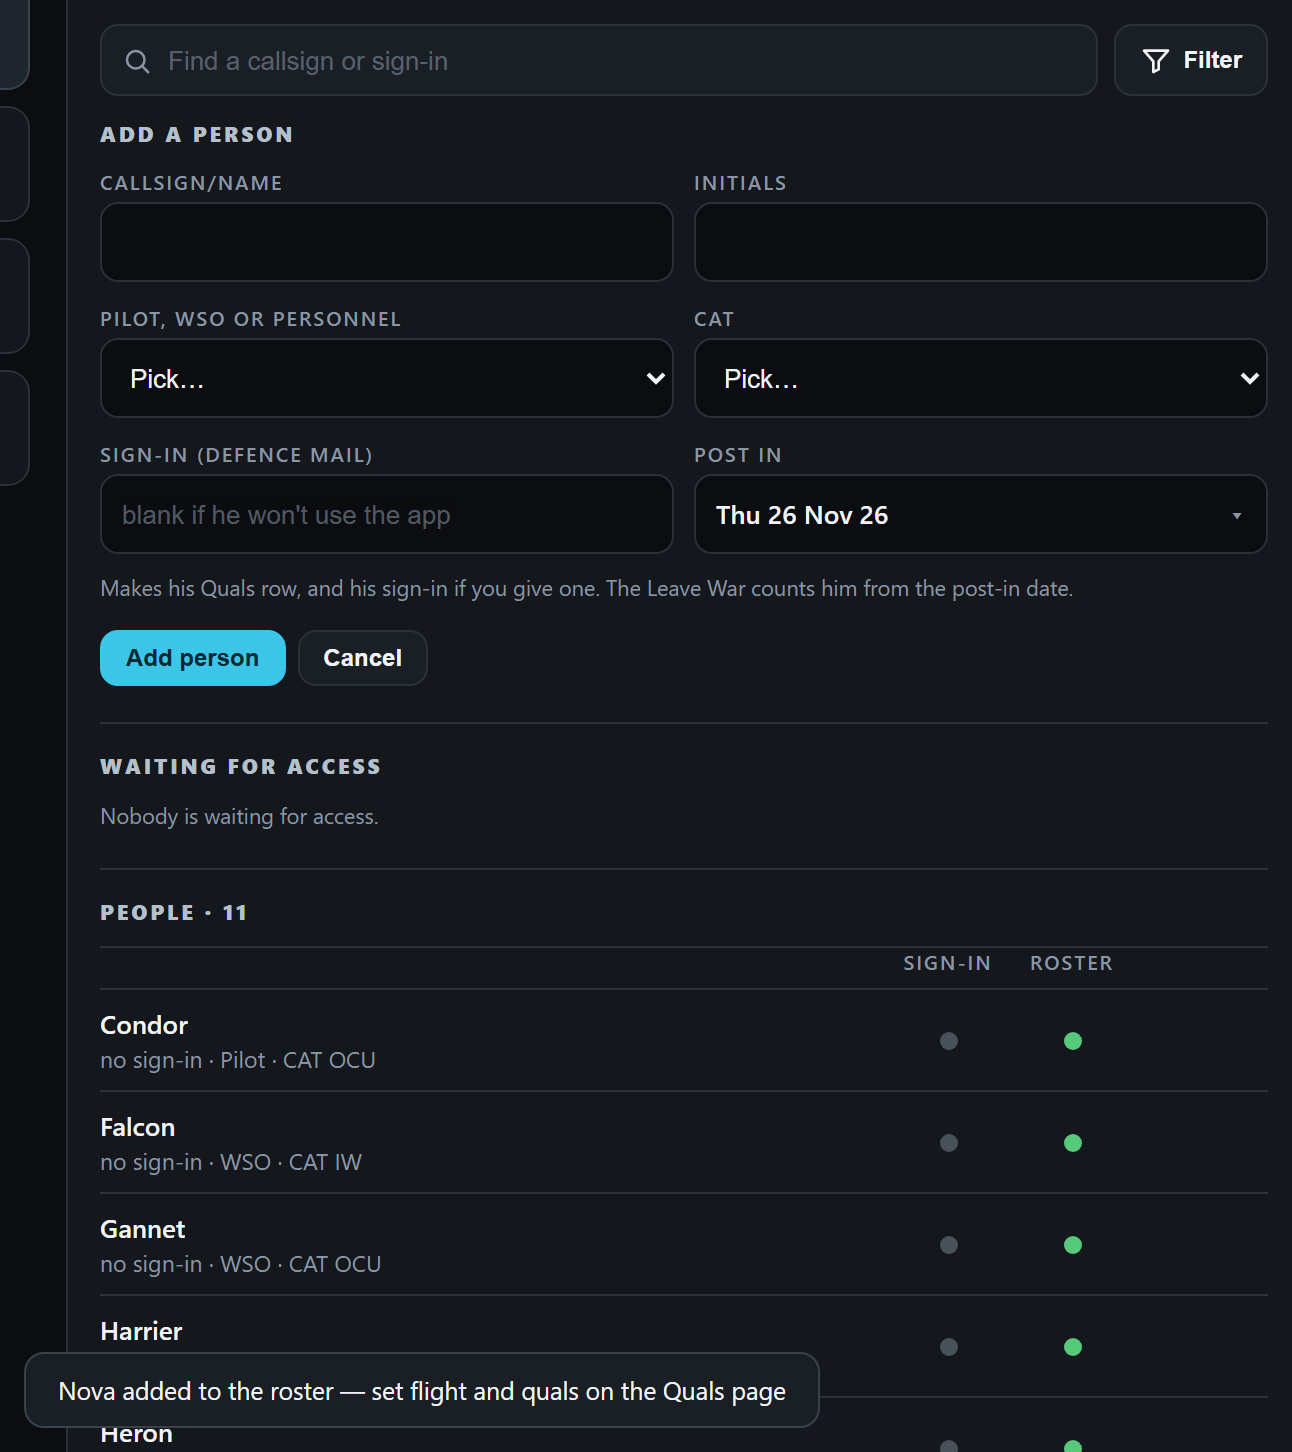 Find a callsign or sign-in
Filter
ADD A PERSON
CALLSIGN/NAME
INITIALS
PILOT, WSO OR PERSONNEL
CAT
Pick...
Pick...
SIGN-IN (DEFENCE MAIL)
POST IN
blank if he won't use the app
Thu 26 Nov 26
Makes his Quals row, and his sign-in if you give one. The Leave War counts him from the post-in date.
Add person
Cancel
WAITING FOR ACCESS
Nobody is waiting for access.
PEOPLE · 11
SIGN-IN
ROSTER
Condor
no sign-in · Pilot · CAT OCU
Falcon
no sign-in · WSO · CAT IW
Gannet
no sign-in · WSO · CAT OCU
Harrier
Nova added to the roster — set flight and quals on the Quals page
Heron